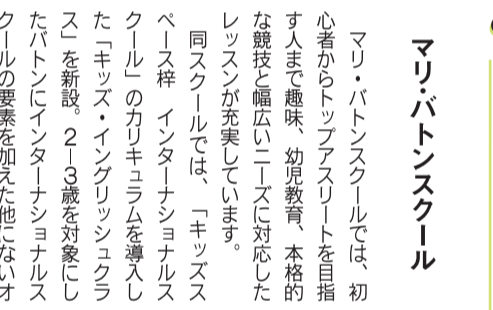 マリ・バトンスクール
マリ・バトンスクールでは、初
心者からトップアスリートを目指
す人まで趣味、幼児教育、本格的
な競技と幅広いニーズに対応した
レッスンが充実しています。
同スクールでは、「キッズス
ペース梓　インターナショナルス
クール」のカリキュラムを導入し
た「キッズ・イングリッシュクラ
ス」を新設。2―3歳を対象にし
たバトンにインターナショナルス
クールの要素を加えた他にないオ